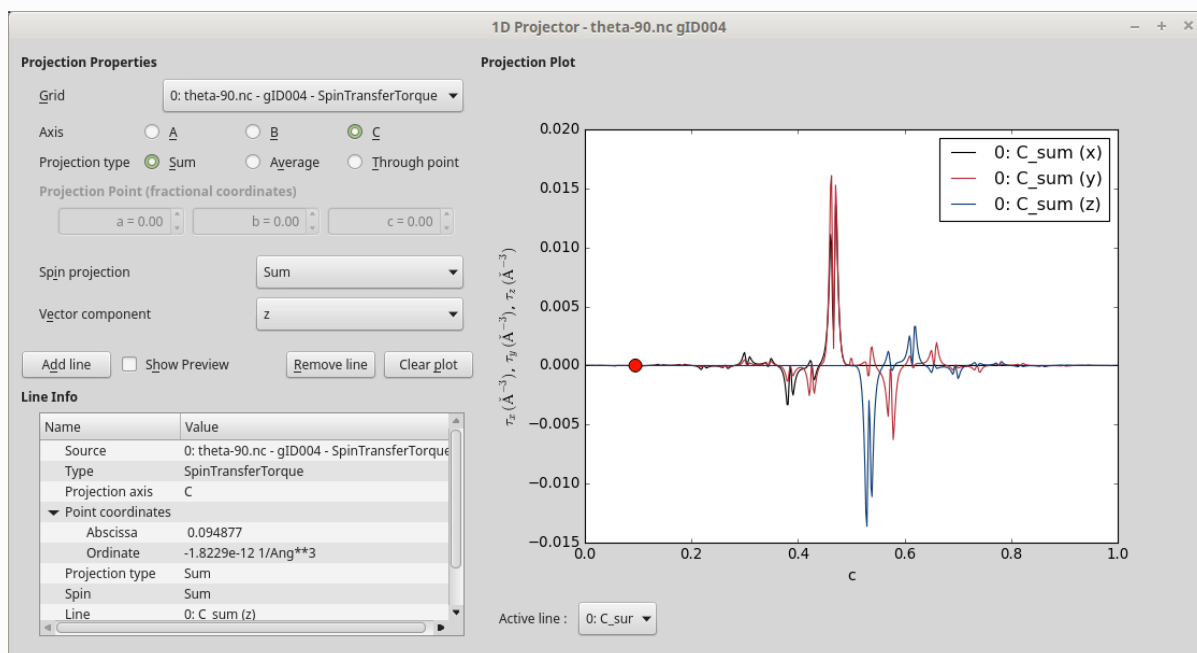 1D Projector - theta-90.nc gID004
Projection Properties
Grid
0: theta-90.nc - gID004 - SpinTransferTorque
Axis
A
B
C
Projection type
Sum
Average
Through point
Projection Point (fractional coordinates)
a = 0.00
b = 0.00
c = 0.00
Spin projection
Sum
Vector component
z
Add line
Show Preview
Remove line
Clear plot
Line Info
Name Value
Source 0: theta-90.nc - gID004 - SpinTransferTorque
Type SpinTransferTorque
Projection axis C
Point coordinates
Abscissa 0.094877
Ordinate -1.8229e-12 1/Ang**3
Projection type Sum
Spin Sum
Line 0: C_sum (z)
Projection Plot
τx (Å⁻³), τy (Å⁻³), τz (Å⁻³)
0.020
0.015
0.010
0.005
0.000
−0.005
−0.010
−0.015
0: C_sum (x)
0: C_sum (y)
0: C_sum (z)
0.0 0.2 0.4 0.6 0.8 1.0
c
Active line :
0: C_sur